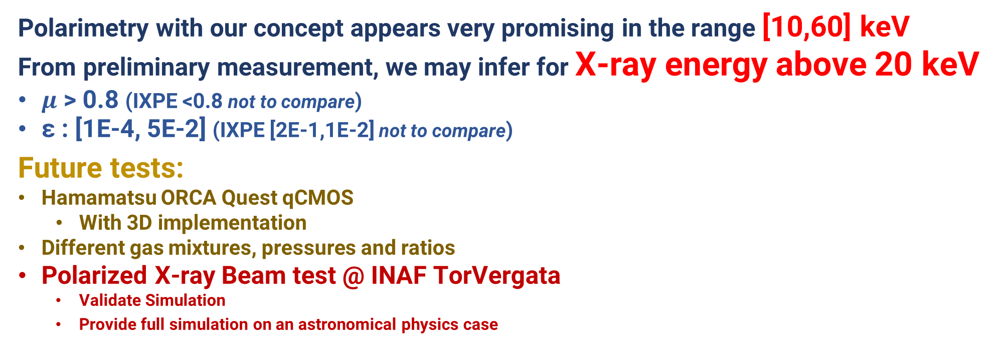 Polarimetry with our concept appears very promising in the range [10,60] keV
From preliminary measurement, we may infer for X-ray energy above 20 keV
• 𝝁 > 0.8 (IXPE <0.8 not to compare)
• ε : [1E-4, 5E-2] (IXPE [2E-1,1E-2] not to compare)
Future tests:
• Hamamatsu ORCA Quest qCMOS
• With 3D implementation
• Different gas mixtures, pressures and ratios
• Polarized X-ray Beam test @ INAF TorVergata
• Validate Simulation
• Provide full simulation on an astronomical physics case